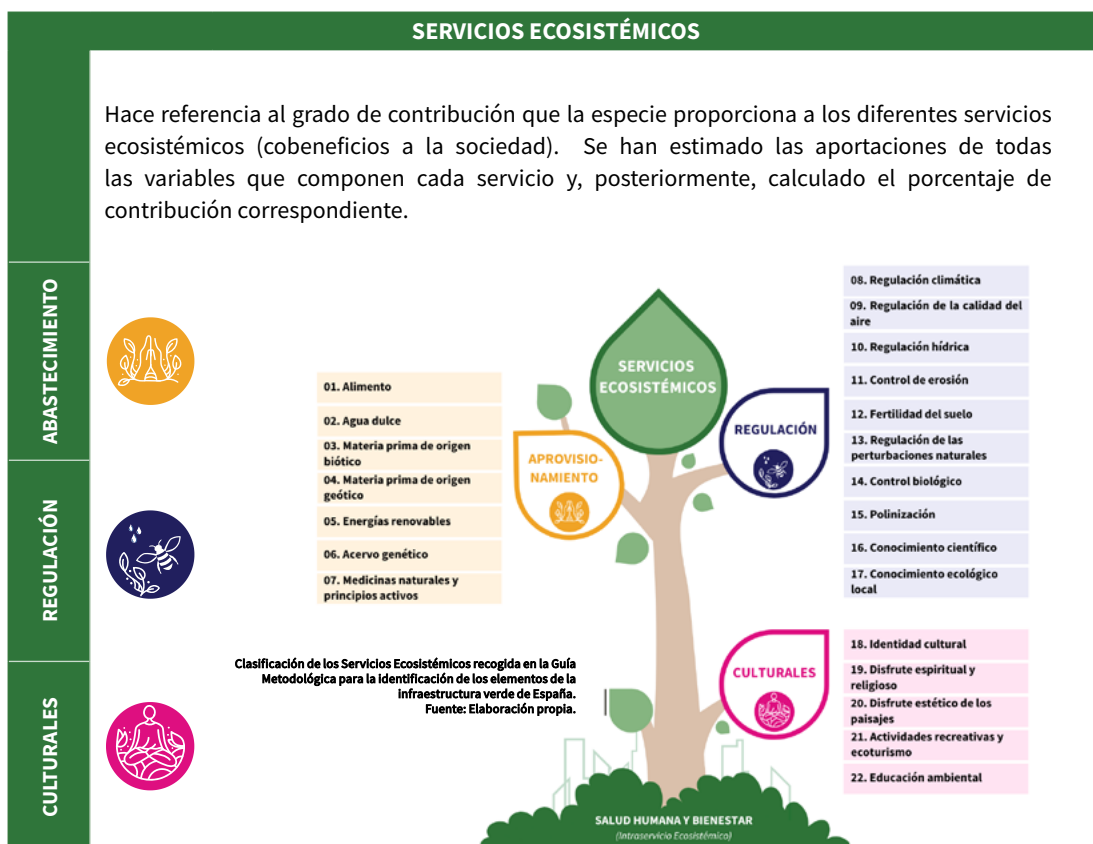 SERVICIOS ECOSISTÉMICOS
Hace referencia al grado de contribución que la especie proporciona a los diferentes servicios
ecosistémicos (cobeneficios a la sociedad). Se han estimado las aportaciones de todas
las variables que componen cada servicio y, posteriormente, calculado el porcentaje de
contribución correspondiente.
ABASTECIMIENTO
REGULACIÓN
CULTURALES
01. Alimento
02. Agua dulce
03. Materia prima de origen
biótico
04. Materia prima de origen
geótico
05. Energías renovables
06. Acervo genético
07. Medicinas naturales y
principios activos
SERVICIOS
ECOSISTÉMICOS
APROVISIO-
NAMIENTO
REGULACIÓN
08. Regulación climática
09. Regulación de la calidad del
aire
10. Regulación hídrica
11. Control de erosión
12. Fertilidad del suelo
13. Regulación de las
perturbaciones naturales
14. Control biológico
15. Polinización
16. Conocimiento científico
17. Conocimiento ecológico
local
CULTURALES
18. Identidad cultural
19. Disfrute espiritual y
religioso
20. Disfrute estético de los
paisajes
21. Actividades recreativas y
ecoturismo
22. Educación ambiental
Clasificación de los Servicios Ecosistémicos recogida en la Guía
Metodológica para la identificación de los elementos de la
infraestructura verde de España.
Fuente: Elaboración propia.
SALUD HUMANA Y BIENESTAR
(Intraservicio Ecosistémico)